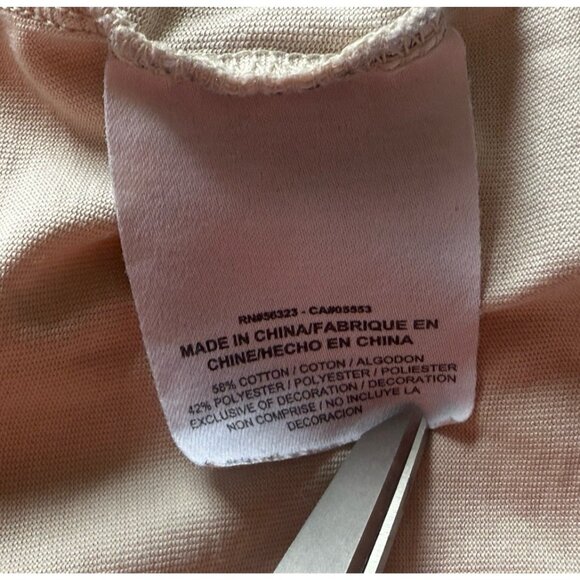 RN#56323 - CA#05553
MADE IN CHINA/FABRIQUE EN
CHINE/HECHO EN CHINA
58% COTTON / COTON / ALGODON
42% POLYESTER / POLYESTER / POLIESTER
EXCLUSIVE OF DECORATION / DECORATION
NON COMPRISE / NO INCLUYE LA
DECORACION